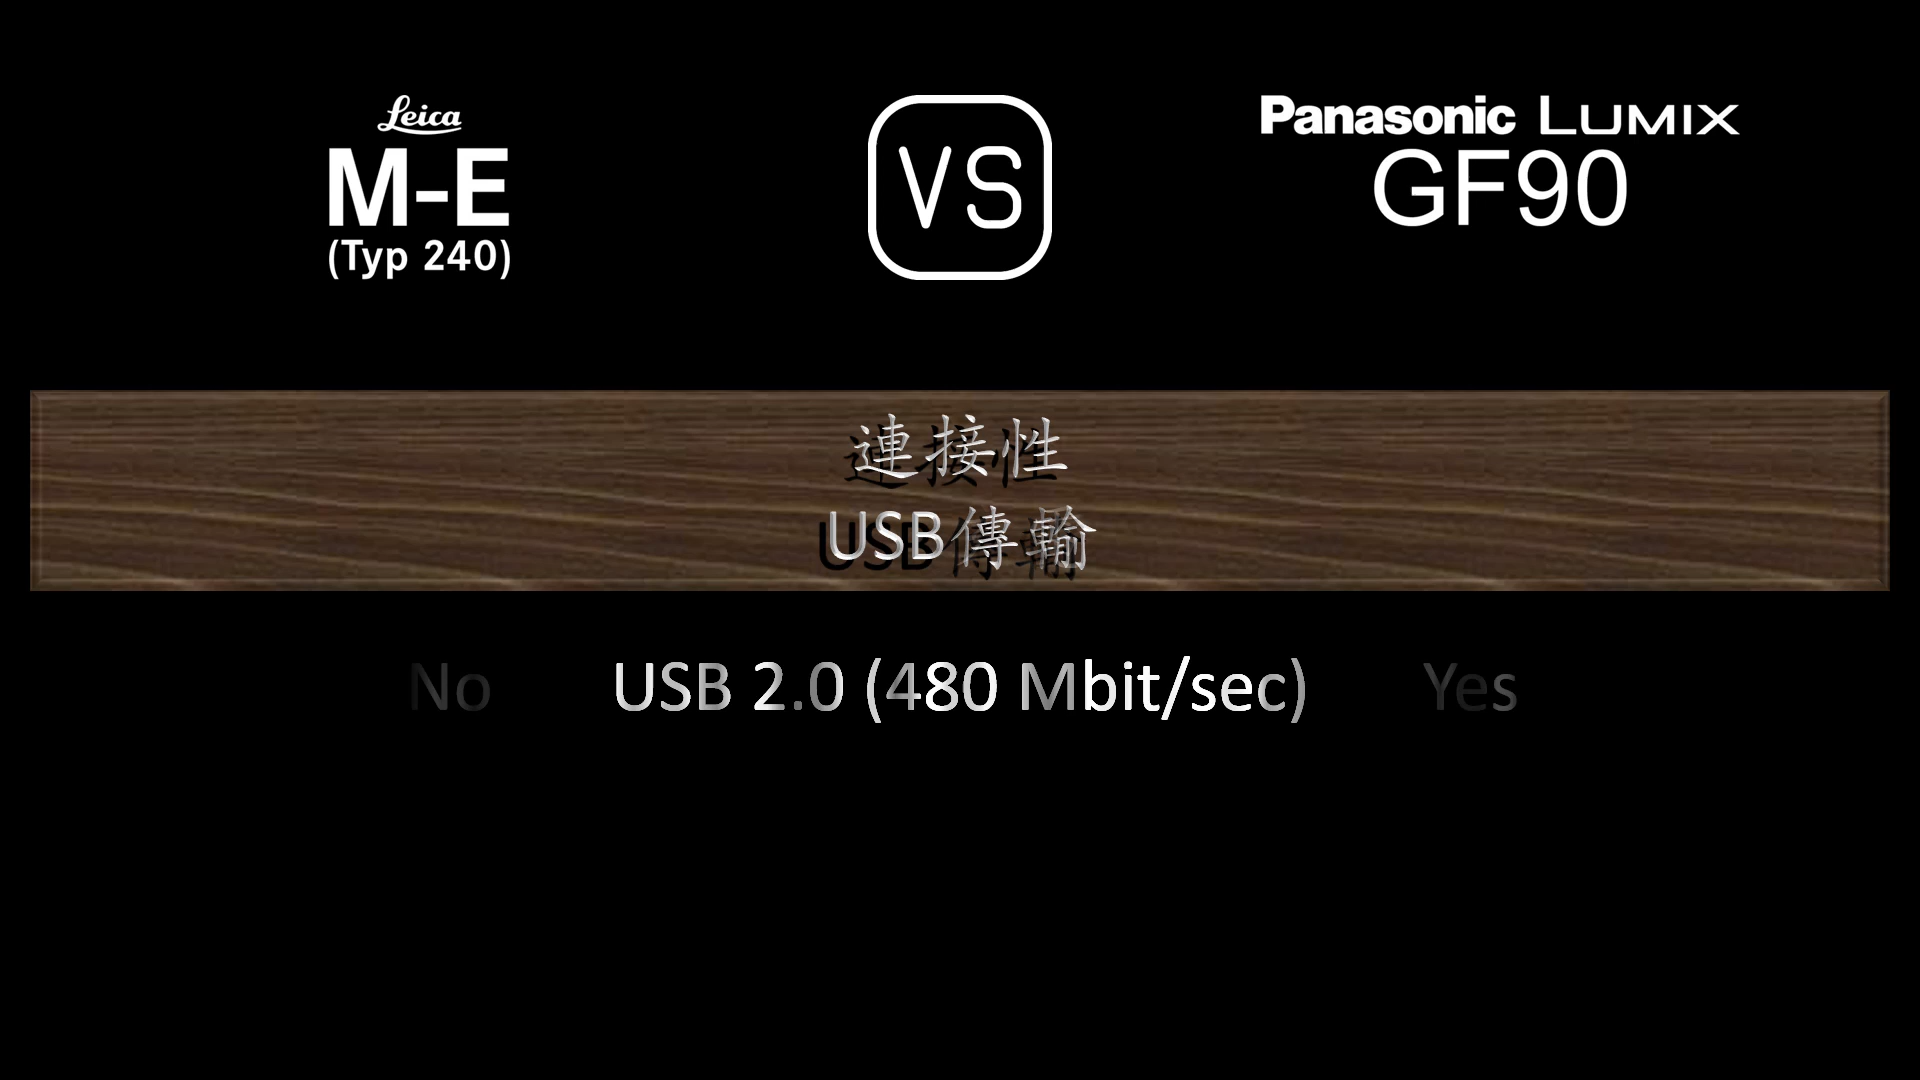 Leica
M-E
(Typ 240)
VS
Panasonic LUMIX
GF90
連接性
USB傳輸
No
USB 2.0 (480 Mbit/sec)
Yes